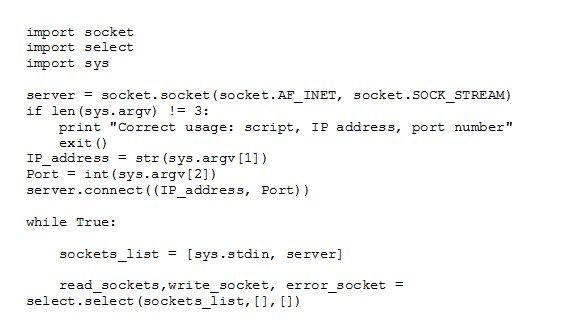 import socket
import select
import sys
server = socket.socket(socket.AF_INET, socket.SOCK_STREAM)
if len(sys.argv) != 3:
    print "Correct usage: script, IP address, port number"
    exit()
IP_address = str(sys.argv[1])
Port = int(sys.argv[2])
server.connect((IP_address, Port))
while True:
    sockets_list = [sys.stdin, server]
    read_sockets,write_socket, error_socket =
select.select(sockets_list,[],[])